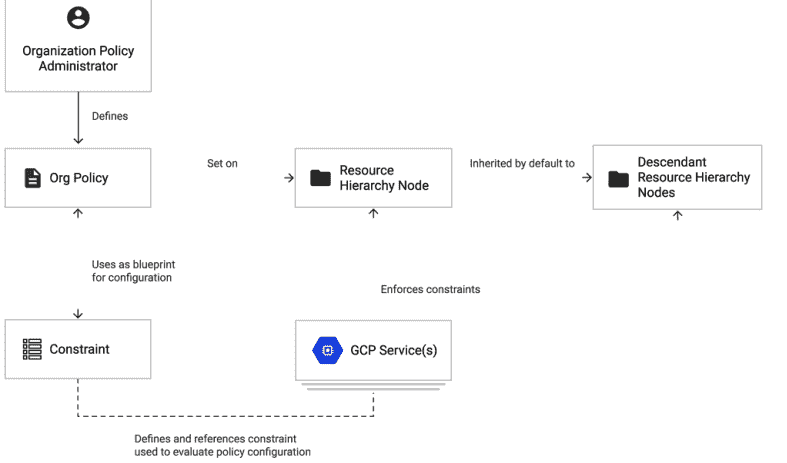 Organization Policy
Administrator
Defines
Org Policy
Set on
Resource
Hierarchy Node
Inherited by default to
Descendant
Resource Hierarchy
Nodes
Uses as blueprint
for configuration
Enforces constraints
Constraint
GCP Service(s)
Defines and references constraint
used to evaluate policy configuration